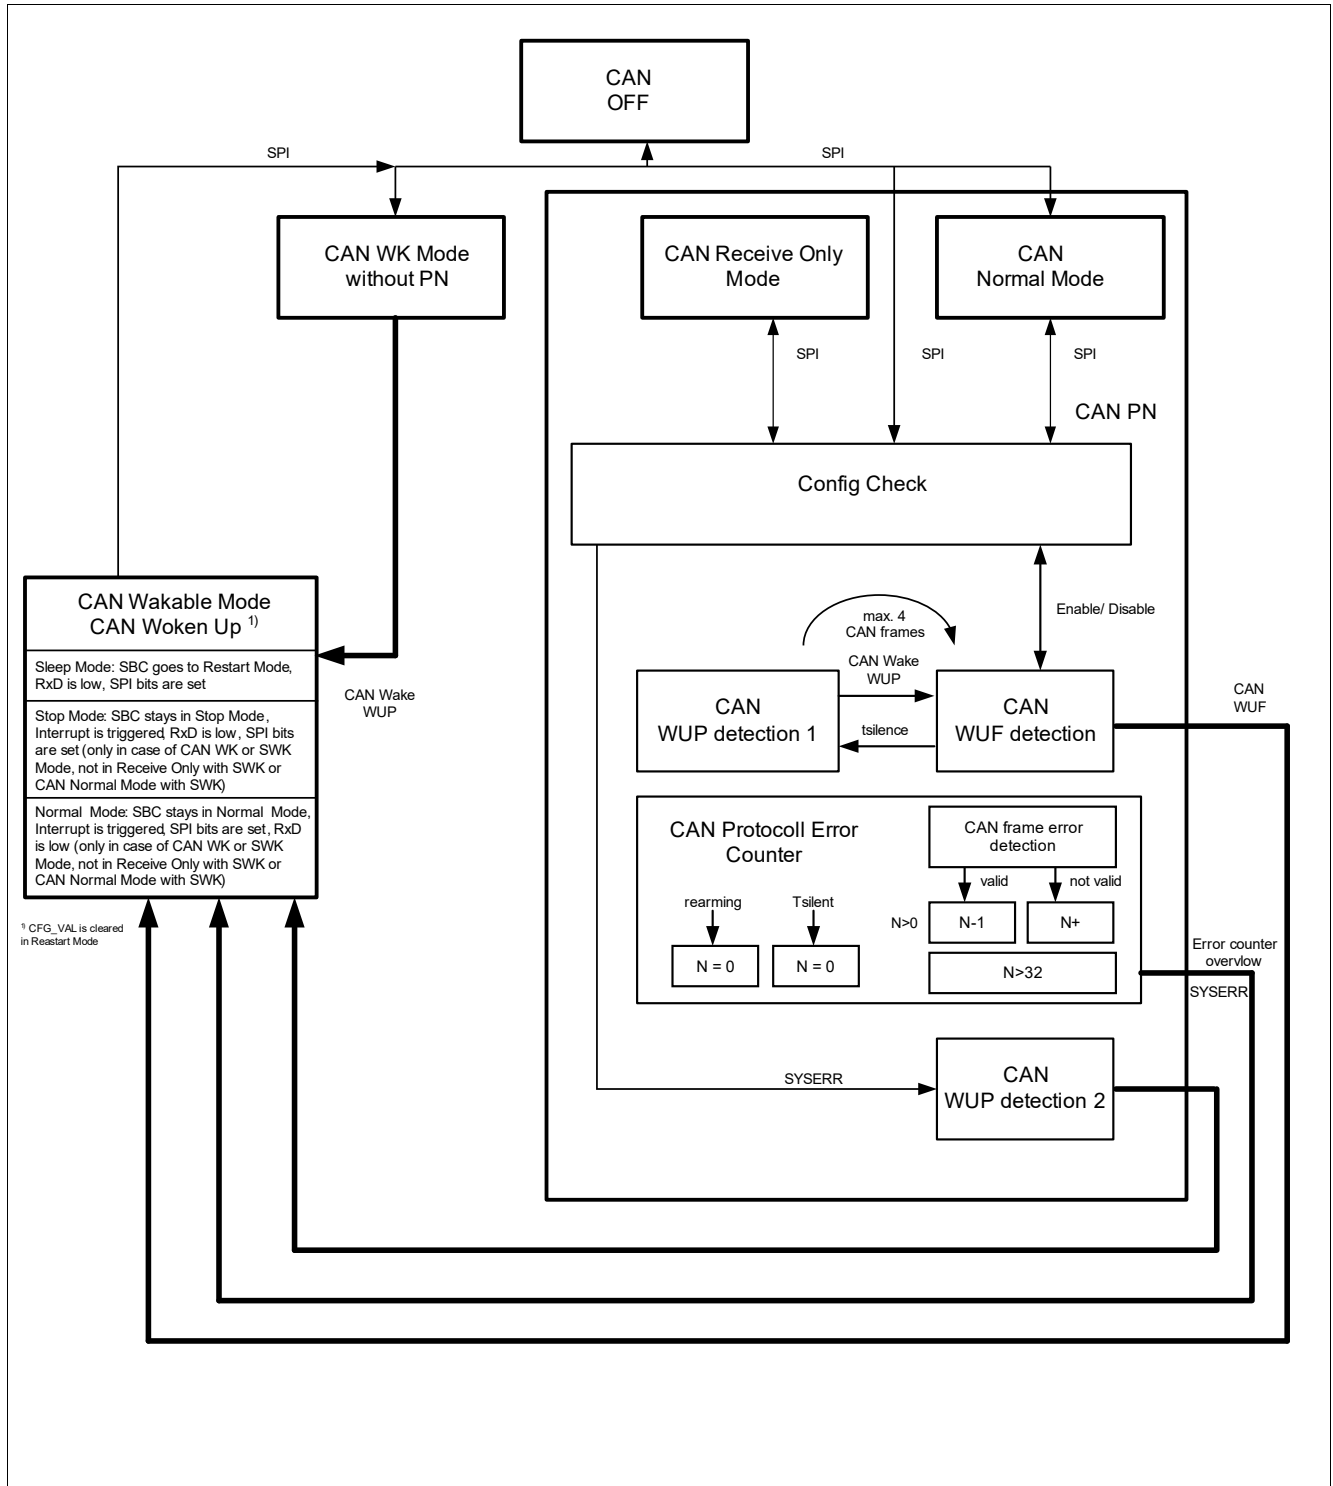 CAN
OFF
SPI
SPI
CAN WK Mode
without PN
CAN Receive Only
Mode
CAN
Normal Mode
SPI
SPI
SPI
CAN PN
Config Check
Enable/ Disable
max. 4
CAN frames
CAN Wake
WUP
CAN
WUP detection 1
tsilence
CAN
WUF detection
CAN
WUF
CAN Wakable Mode
CAN Woken Up 1)
Sleep Mode: SBC goes to Restart Mode,
RxD is low, SPI bits are set
Stop Mode: SBC stays in Stop Mode,
Interrupt is triggered, RxD is low, SPI bits
are set (only in case of CAN WK or SWK
Mode, not in Receive Only with SWK or
CAN Normal Mode with SWK)
Normal Mode: SBC stays in Normal Mode,
Interrupt is triggered, SPI bits are set, RxD
is low (only in case of CAN WK or SWK
Mode, not in Receive Only with SWK or
CAN Normal Mode with SWK)
CAN Wake
WUP
1) CFG_VAL is cleared
in Reastart Mode
CAN Protocoll Error
Counter
CAN frame error
detection
valid
not valid
rearming
Tsilent
N>0
N-1
N+
N = 0
N = 0
N>32
Error counter
overvlow
SYSERR
SYSERR
CAN
WUP detection 2